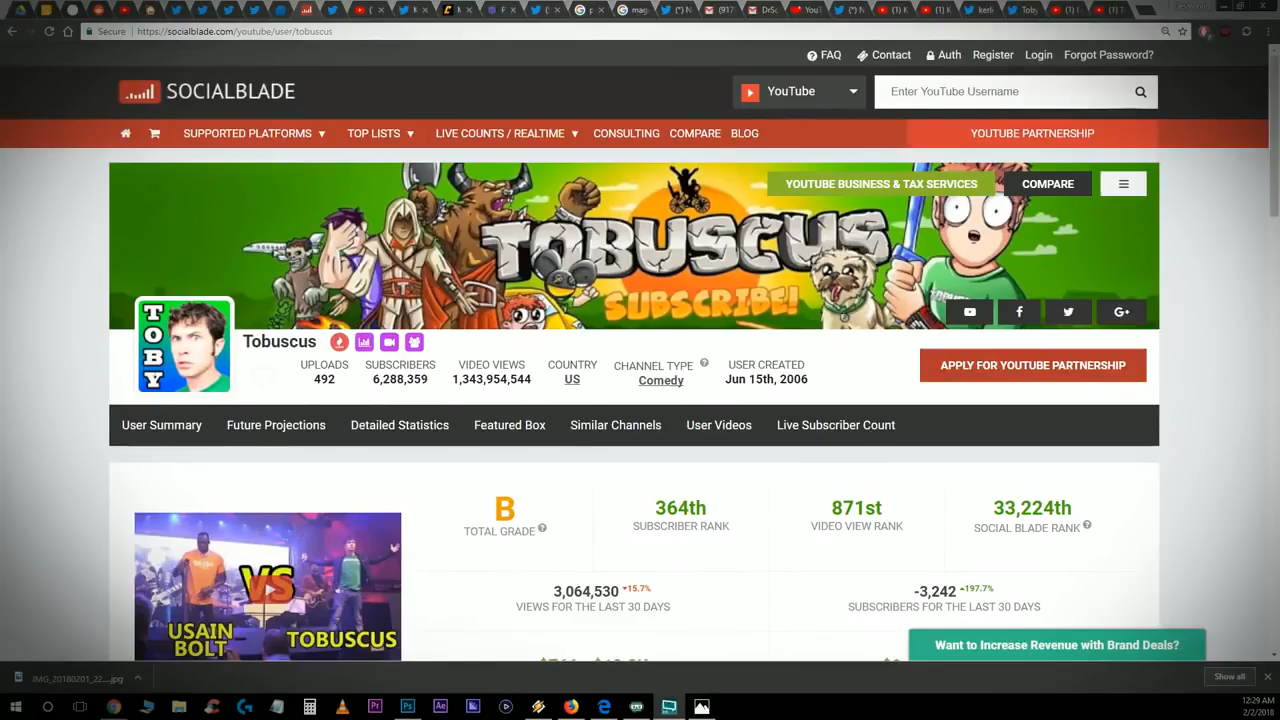 Secure
https://socialblade.com/youtube/user/tobuscus
FAQ
Contact
Auth
Register
Login
Forgot Password?
SOCIALBLADE
YouTube
Enter YouTube Username
SUPPORTED PLATFORMS
TOP LISTS
LIVE COUNTS / REALTIME
CONSULTING
COMPARE
BLOG
YOUTUBE PARTNERSHIP
YOUTUBE BUSINESS & TAX SERVICES
COMPARE
TOBUSCUS
SUBSCRIBE!
TOBY
Tobuscus
UPLOADS
492
SUBSCRIBERS
6,288,359
VIDEO VIEWS
1,343,954,544
COUNTRY
US
CHANNEL TYPE
Comedy
USER CREATED
Jun 15th, 2006
APPLY FOR YOUTUBE PARTNERSHIP
User Summary
Future Projections
Detailed Statistics
Featured Box
Similar Channels
User Videos
Live Subscriber Count
VS
USAIN
BOLT
TOBUSCUS
B
TOTAL GRADE
364th
SUBSCRIBER RANK
871st
VIDEO VIEW RANK
33,224th
SOCIAL BLADE RANK
3,064,530 15.7%
VIEWS FOR THE LAST 30 DAYS
-3,242 197.7%
SUBSCRIBERS FOR THE LAST 30 DAYS
Want to Increase Revenue with Brand Deals?
IMG_20180201_22....jpg
Show all
12:29 AM
2/2/2018